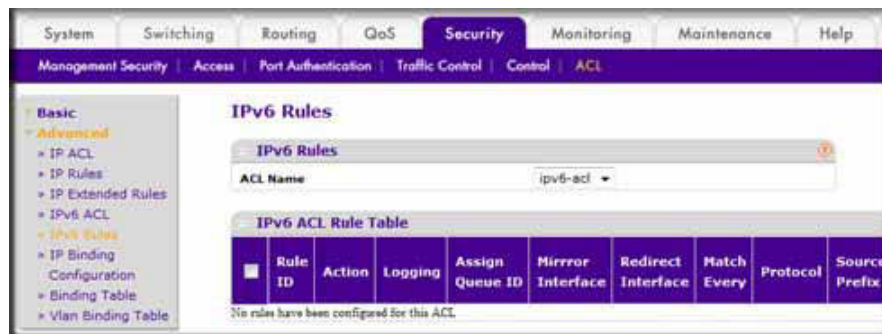 System Switching Routing QoS Security Monitoring Maintenance Help
Management Security | Access | Port Authentication | Traffic Control | Control | ACL
Basic
Advanced
» IP ACL
» IP Rules
» IP Extended Rules
» IPv6 ACL
» IPv6 Rules
» IP Binding
Configuration
» Binding Table
» Vlan Binding Table
IPv6 Rules
IPv6 Rules
ACL Name ipv6-acl
IPv6 ACL Rule Table
Rule ID Action Logging Assign Queue ID Mirrror Interface Redirect Interface Match Every Protocol Source Prefix
No rules have been configured for this ACL